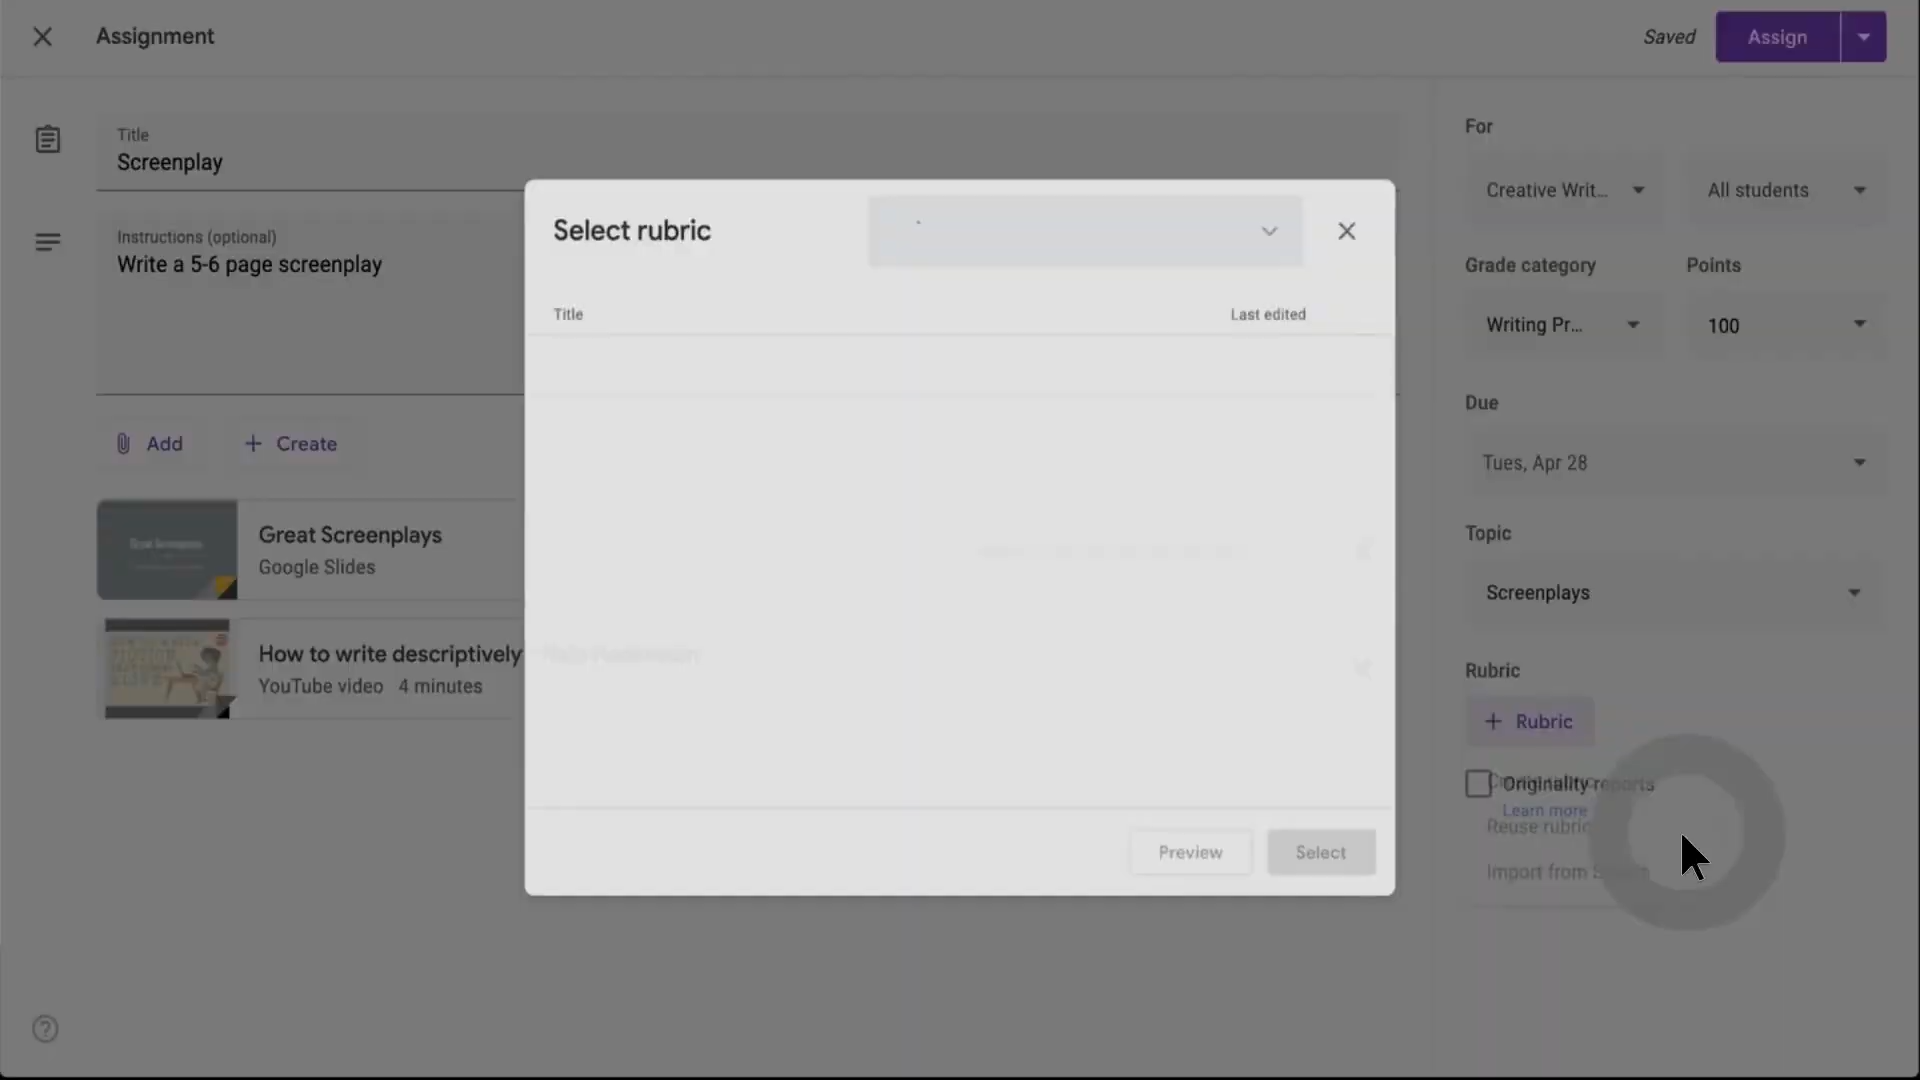 Assignment
Saved
Assign
Title
Screenplay
Instructions (optional)
Write a 5-6 page screenplay
Add
Create
Great Screenplays
Google Slides
How to write descriptively
YouTube video 4 minutes
Select rubric
Title
Last edited
Preview
Select
For
Creative Writ...
All students
Grade category
Points
Writing Pr...
100
Due
Tues, Apr 28
Topic
Screenplays
Rubric
Rubric
Originality reports
Learn more
Reuse rubric
Import from